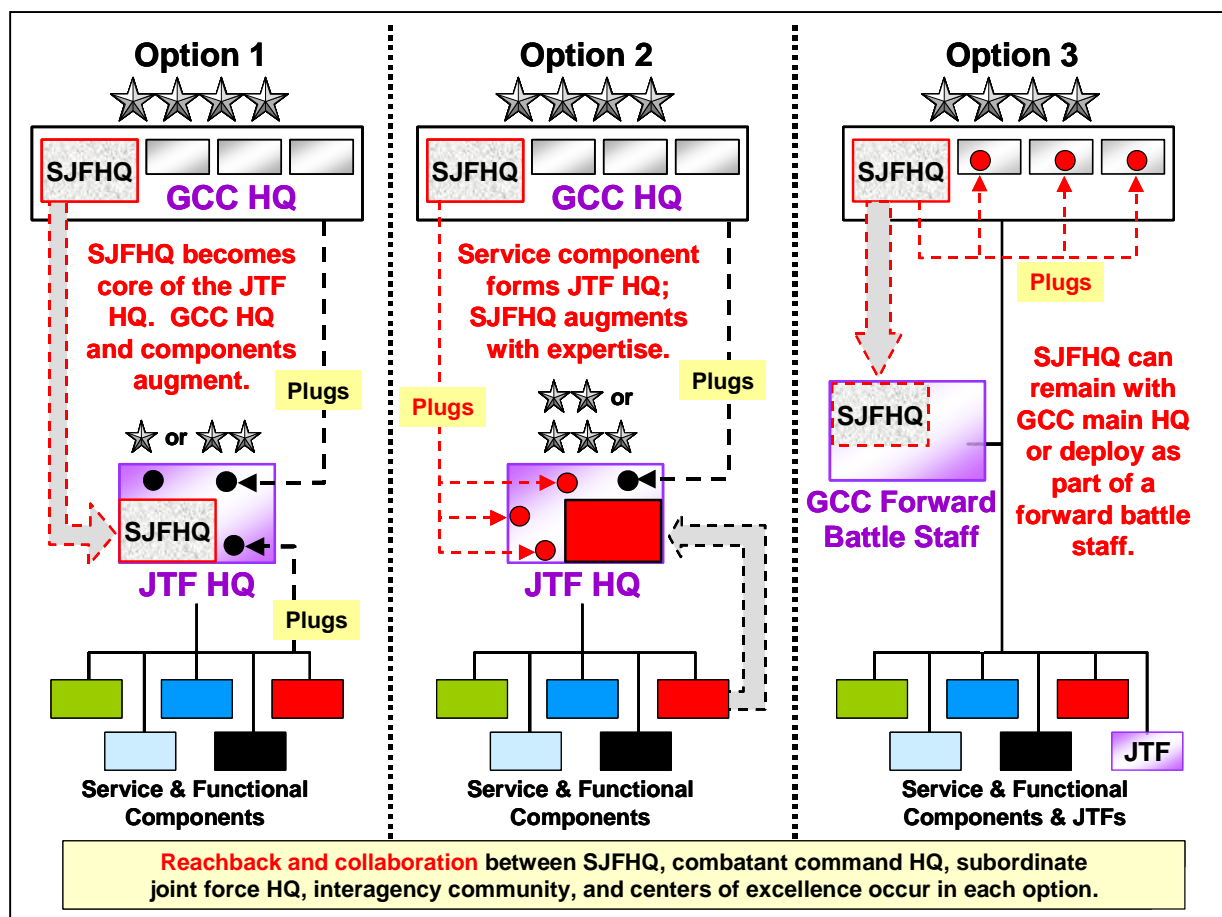 Option 1
SJFHQ
GCC HQ
SJFHQ becomes
core of the JTF
HQ. GCC HQ
and components
augment.
Plugs
or
SJFHQ
JTF HQ
Plugs
Service & Functional
Components
Option 2
SJFHQ
GCC HQ
Service component
forms JTF HQ;
SJFHQ augments
with expertise.
Plugs
Plugs
or
JTF HQ
Service & Functional
Components
Option 3
SJFHQ
Plugs
SJFHQ
GCC Forward
Battle Staff
SJFHQ can
remain with
GCC main HQ
or deploy as
part of a
forward battle
staff.
JTF
Service & Functional
Components & JTFs
Reachback and collaboration between SJFHQ, combatant command HQ, subordinate
joint force HQ, interagency community, and centers of excellence occur in each option.